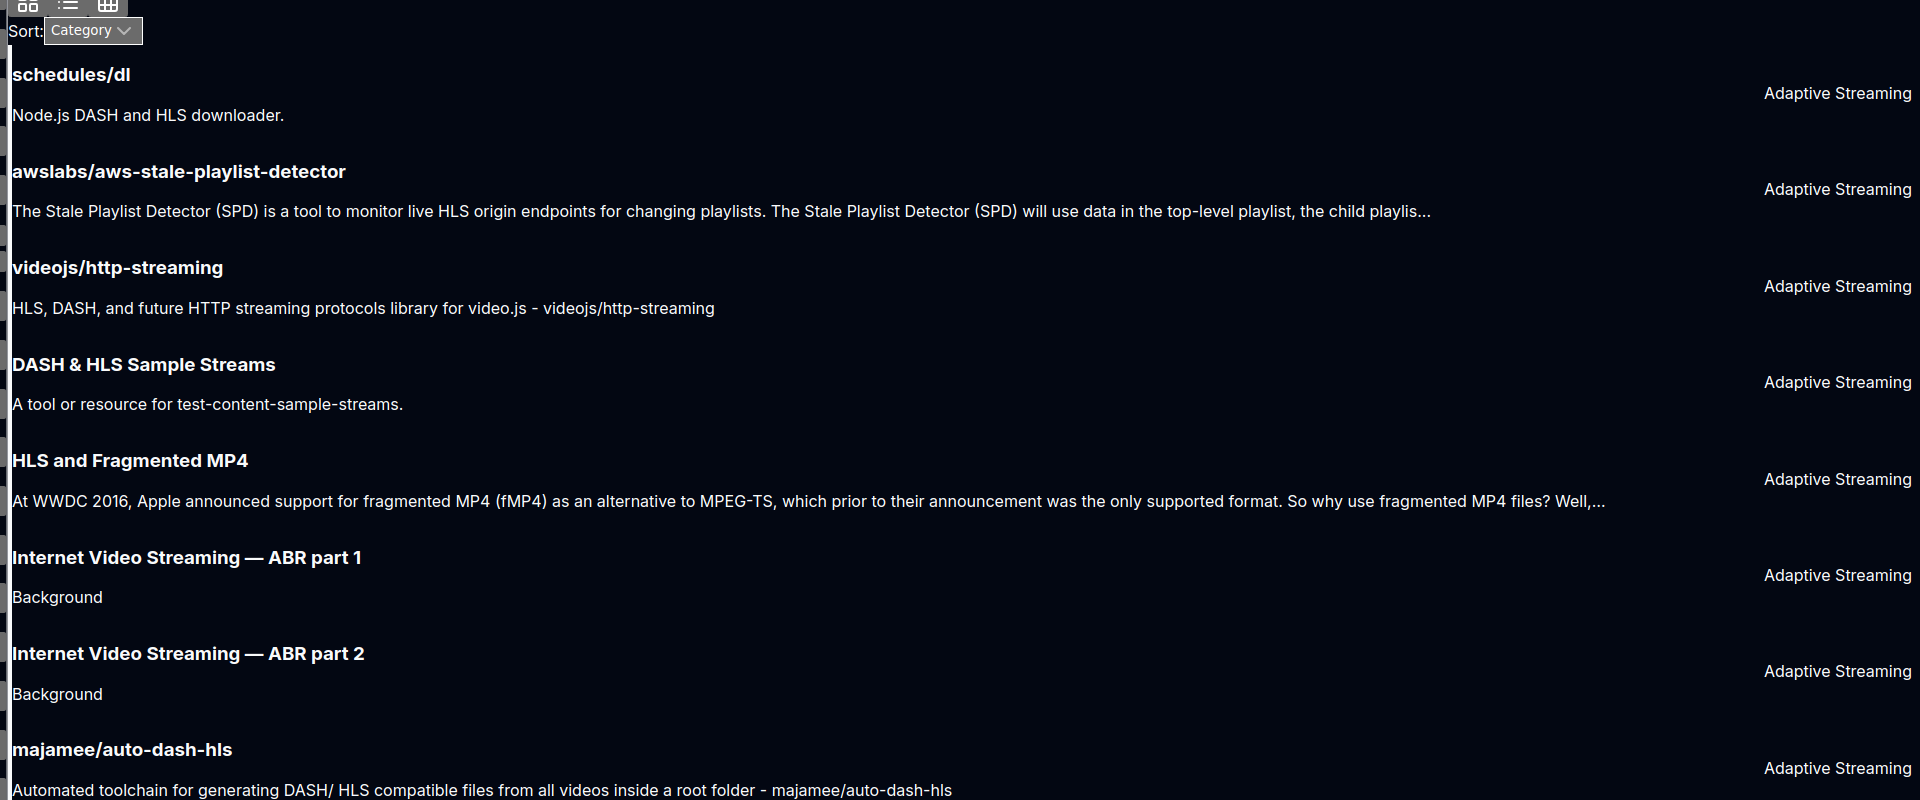 Sort: Category
schedules/dl
Node.js DASH and HLS downloader.
Adaptive Streaming
awslabs/aws-stale-playlist-detector
The Stale Playlist Detector (SPD) is a tool to monitor live HLS origin endpoints for changing playlists. The Stale Playlist Detector (SPD) will use data in the top-level playlist, the child playlis...
Adaptive Streaming
videojs/http-streaming
HLS, DASH, and future HTTP streaming protocols library for video.js - videojs/http-streaming
Adaptive Streaming
DASH & HLS Sample Streams
A tool or resource for test-content-sample-streams.
Adaptive Streaming
HLS and Fragmented MP4
At WWDC 2016, Apple announced support for fragmented MP4 (fMP4) as an alternative to MPEG-TS, which prior to their announcement was the only supported format. So why use fragmented MP4 files? Well,...
Adaptive Streaming
Internet Video Streaming — ABR part 1
Background
Adaptive Streaming
Internet Video Streaming — ABR part 2
Background
Adaptive Streaming
majamee/auto-dash-hls
Automated toolchain for generating DASH/ HLS compatible files from all videos inside a root folder - majamee/auto-dash-hls
Adaptive Streaming